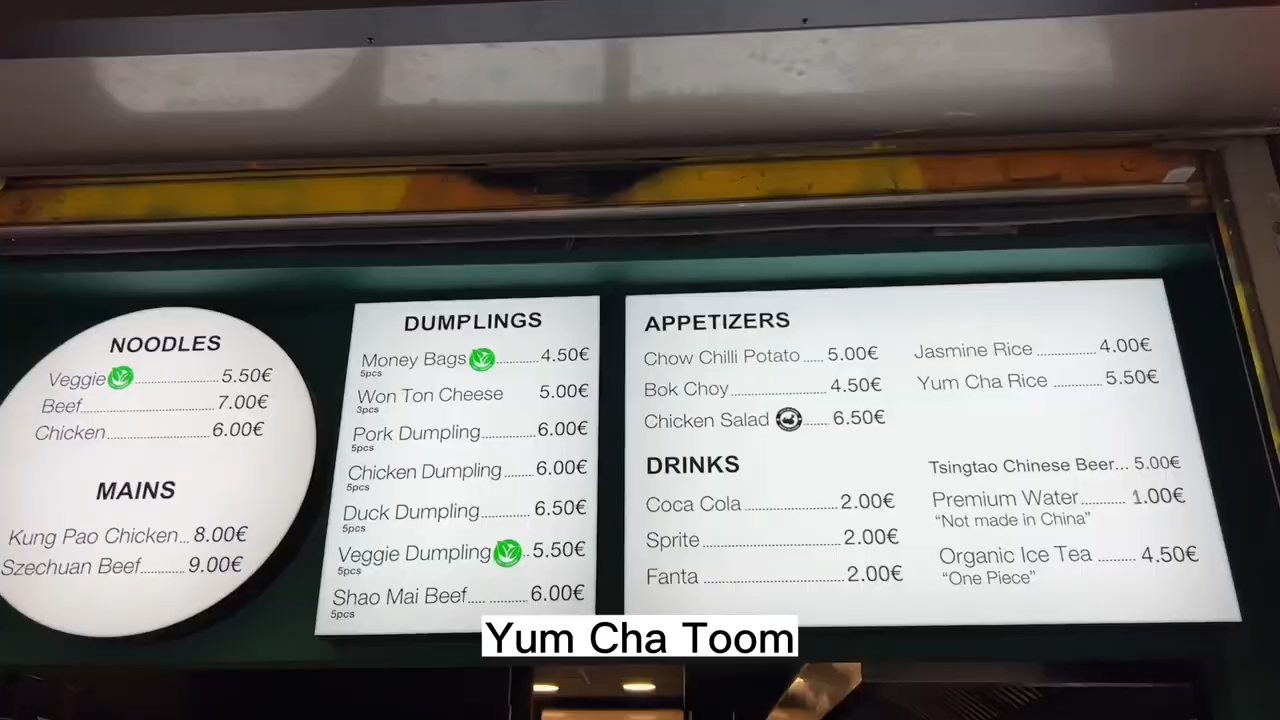 NOODLES
Veggie 5.50€
Beef 7.00€
Chicken 6.00€
MAINS
Kung Pao Chicken... 8.00€
Szechuan Beef 9.00€
DUMPLINGS
Money Bags 4.50€
5pcs
Won Ton Cheese 5.00€
3pcs
Pork Dumpling 6.00€
5pcs
Chicken Dumpling 6.00€
5pcs
Duck Dumpling 6.50€
5pcs
Veggie Dumpling 5.50€
5pcs
Shao Mai Beef 6.00€
5pcs
APPETIZERS
Chow Chilli Potato 5.00€
Bok Choy 4.50€
Chicken Salad 6.50€
Jasmine Rice 4.00€
Yum Cha Rice 5.50€
DRINKS
Coca Cola 2.00€
Sprite 2.00€
Fanta 2.00€
Tsingtao Chinese Beer... 5.00€
Premium Water 1.00€
"Not made in China"
Organic Ice Tea 4.50€
"One Piece"
Yum Cha Toom